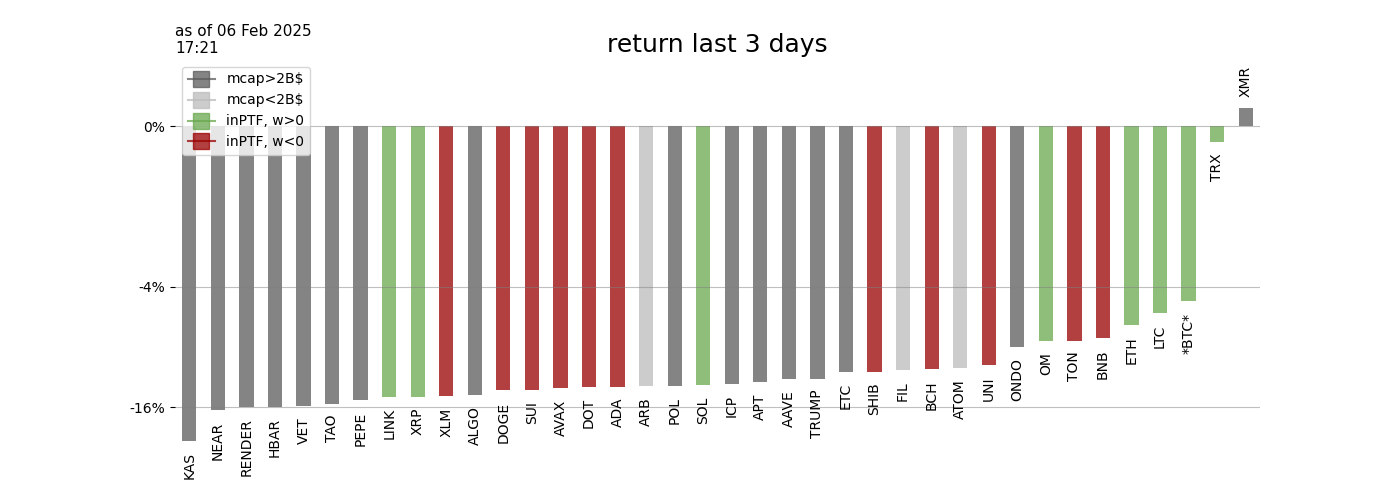 as of 06 Feb 2025
17:21
return last 3 days
mcap>2B$
mcap<2B$
inPTF, w>0
inPTF, w<0
0%
-4%
-16%
KAS
NEAR
RENDER
HBAR
VET
TAO
PEPE
LINK
XRP
XLM
ALGO
DOGE
SUI
AVAX
DOT
ADA
ARB
POL
SOL
ICP
APT
AAVE
TRUMP
ETC
SHIB
FIL
BCH
ATOM
UNI
ONDO
OM
TON
BNB
ETH
LTC
*BTC*
TRX
XMR